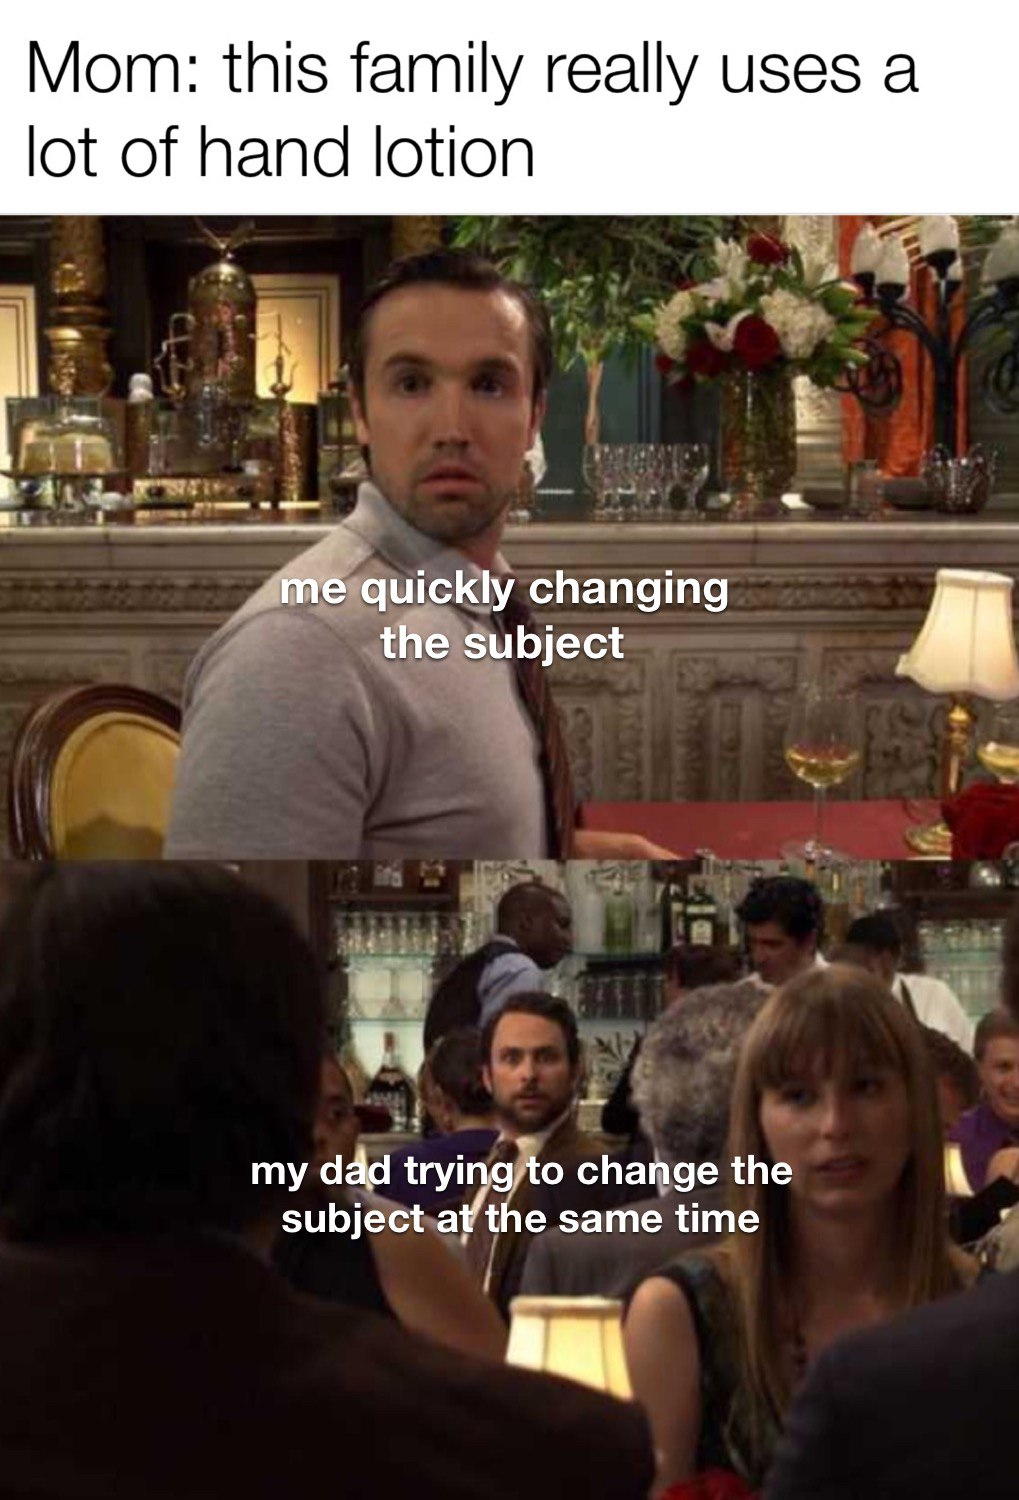 Mom: this family really uses a
lot of hand lotion
me quickly changing
the subject
my dad trying to change the
subject at the same time